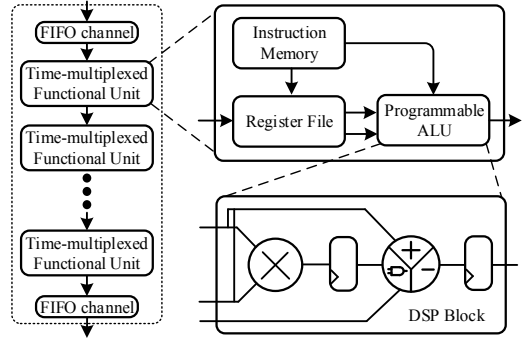 FIFO channel
Time-multiplexed
Functional Unit
Time-multiplexed
Functional Unit
Time-multiplexed
Functional Unit
FIFO channel
Instruction
Memory
Register File
Programmable
ALU
DSP Block